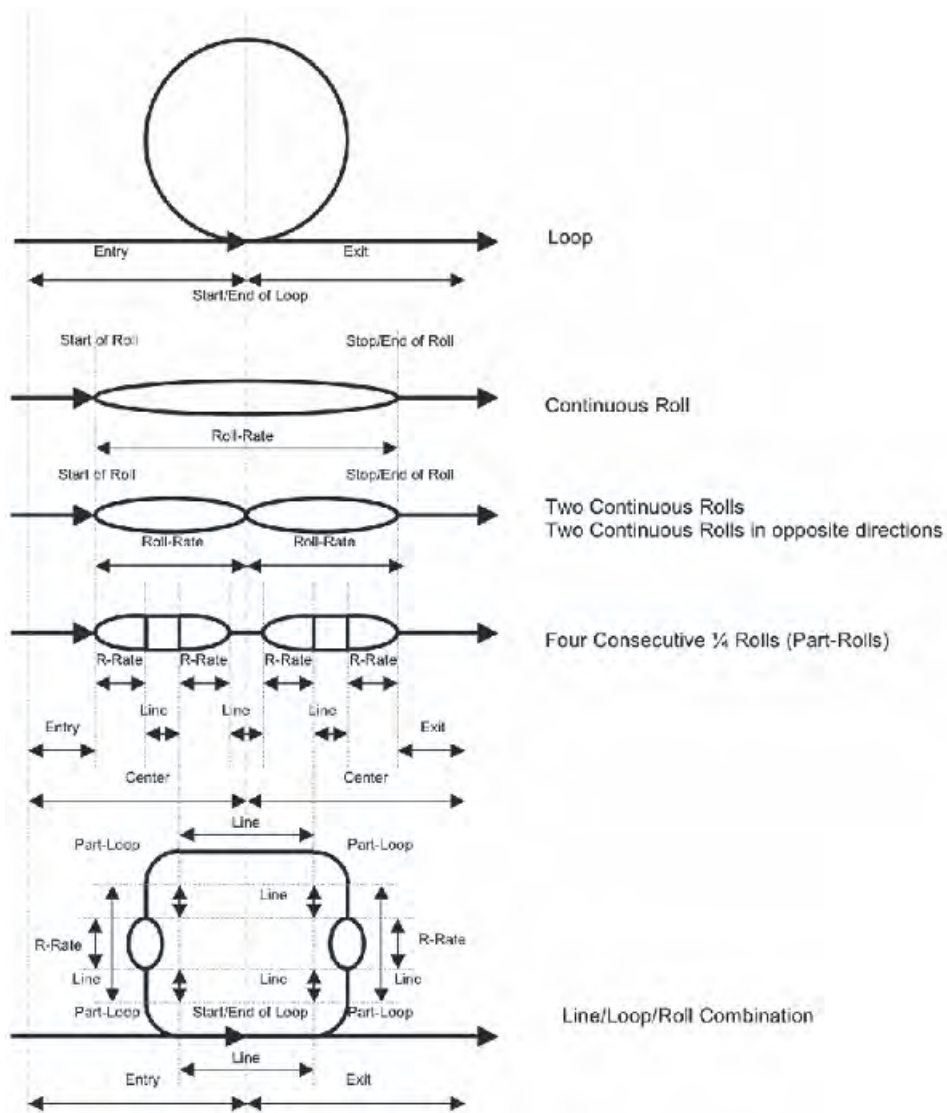 Entry
Exit
Loop
Start/End of Loop
Start of Roll
Stop/End of Roll
Continuous Roll
Roll-Rate
Start of Roll
Stop/End of Roll
Two Continuous Rolls
Two Continuous Rolls in opposite directions
Roll-Rate
Roll-Rate
Four Consecutive ¼ Rolls (Part-Rolls)
R-Rate
R-Rate
R-Rate
R-Rate
Line
Line
Line
Entry
Exit
Center
Center
Line
Part-Loop
Part-Loop
Line
R-Rate
R-Rate
Line
Line
Line
Part-Loop
Start/End of Loop
Part-Loop
Line/Loop/Roll Combination
Line
Entry
Exit